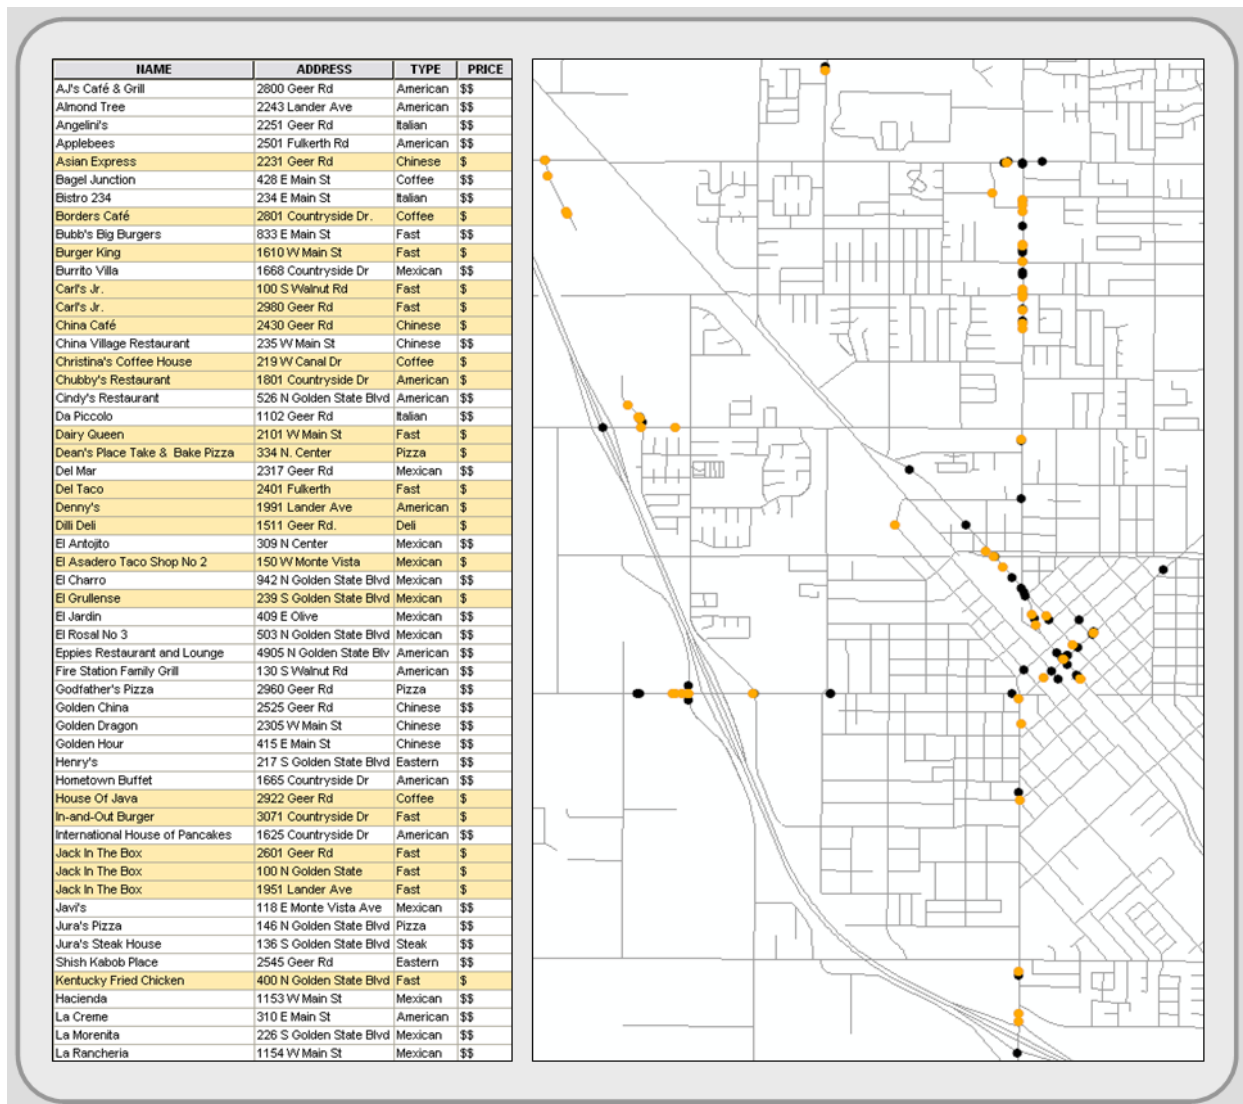 NAME ADDRESS TYPE PRICE
AJ's Café & Grill 2800 Geer Rd American $$
Almond Tree 2243 Lander Ave American $$
Angelini's 2251 Geer Rd Italian $$
Applebees 2501 Fulkerth Rd American $$
Asian Express 2231 Geer Rd Chinese $
Bagel Junction 428 E Main St Coffee $$
Bistro 234 234 E Main St Italian $$
Borders Café 2801 Countryside Dr. Coffee $
Bubb's Big Burgers 833 E Main St Fast $$
Burger King 1610 W Main St Fast $
Burrito Villa 1668 Countryside Dr Mexican $$
Carl's Jr. 100 S Walnut Rd Fast $
Carl's Jr. 2980 Geer Rd Fast $
China Café 2430 Geer Rd Chinese $
China Village Restaurant 235 W Main St Chinese $$
Christina's Coffee House 219 W Canal Dr Coffee $
Chubby's Restaurant 1801 Countryside Dr American $
Cindy's Restaurant 526 N Golden State Blvd American $$
Da Piccolo 1102 Geer Rd Italian $$
Dairy Queen 2101 W Main St Fast $
Dean's Place Take & Bake Pizza 334 N. Center Pizza $
Del Mar 2317 Geer Rd Mexican $$
Del Taco 2401 Fulkerth Fast $
Denny's 1991 Lander Ave American $
Dilli Deli 1511 Geer Rd. Deli $
El Antojito 309 N Center Mexican $$
El Asadero Taco Shop No 2 150 W Monte Vista Mexican $
El Charro 942 N Golden State Blvd Mexican $$
El Grullense 239 S Golden State Blvd Mexican $
El Jardin 409 E Olive Mexican $$
El Rosal No 3 503 N Golden State Blvd Mexican $$
Eppies Restaurant and Lounge 4905 N Golden State Blv American $$
Fire Station Family Grill 130 S Walnut Rd American $$
Godfather's Pizza 2960 Geer Rd Pizza $$
Golden China 2525 Geer Rd Chinese $$
Golden Dragon 2305 W Main St Chinese $$
Golden Hour 415 E Main St Chinese $$
Henry's 217 S Golden State Blvd Eastern $$
Hometown Buffet 1665 Countryside Dr American $$
House Of Java 2922 Geer Rd Coffee $
In-and-Out Burger 3071 Countryside Dr Fast $
International House of Pancakes 1625 Countryside Dr American $$
Jack In The Box 2601 Geer Rd Fast $
Jack In The Box 100 N Golden State Fast $
Jack In The Box 1951 Lander Ave Fast $
Javi's 118 E Monte Vista Ave Mexican $$
Jura's Pizza 146 N Golden State Blvd Pizza $$
Jura's Steak House 136 S Golden State Blvd Steak $$
Shish Kabob Place 2545 Geer Rd Eastern $$
Kentucky Fried Chicken 400 N Golden State Blvd Fast $
Hacienda 1153 W Main St Mexican $$
La Creme 310 E Main St American $$
La Morenita 226 S Golden State Blvd Mexican $$
La Rancheria 1154 W Main St Mexican $$